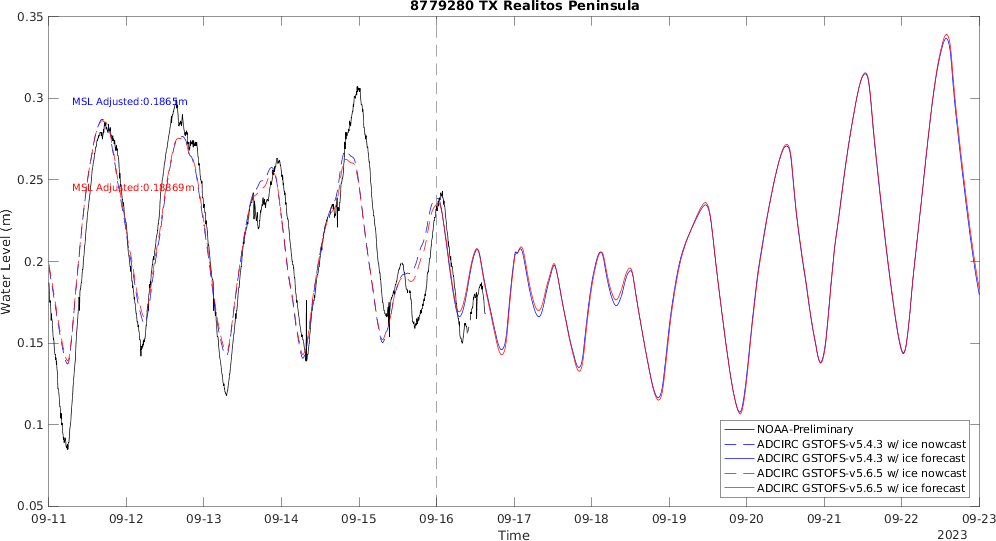 8779280 TX Realitos Peninsula
0.35
0.3
0.25
0.2
0.15
0.1
0.05
Water Level (m)
MSL Adjusted:0.1865m
MSL Adjusted:0.18869m
NOAA-Preliminary
ADCIRC GSTOFS-v5.4.3 w/ ice nowcast
ADCIRC GSTOFS-v5.4.3 w/ ice forecast
ADCIRC GSTOFS-v5.6.5 w/ ice nowcast
ADCIRC GSTOFS-v5.6.5 w/ ice forecast
09-11 09-12 09-13 09-14 09-15 09-16 09-17 09-18 09-19 09-20 09-21 09-22 09-23
Time
2023